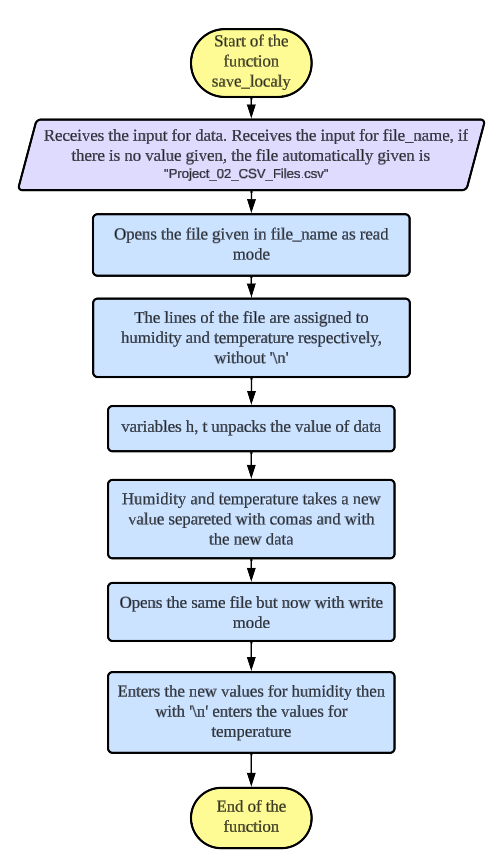 Start of the
function
save_localy
Receives the input for data. Receives the input for file_name, if
there is no value given, the file automatically given is
"Project_02_CSV_Files.csv"
Opens the file given in file_name as read
mode
The lines of the file are assigned to
humidity and temperature respectively,
without '\n'
variables h, t unpacks the value of data
Humidity and temperature takes a new
value separeted with comas and with
the new data
Opens the same file but now with write
mode
Enters the new values for humidity then
with '\n' enters the values for
temperature
End of the
function